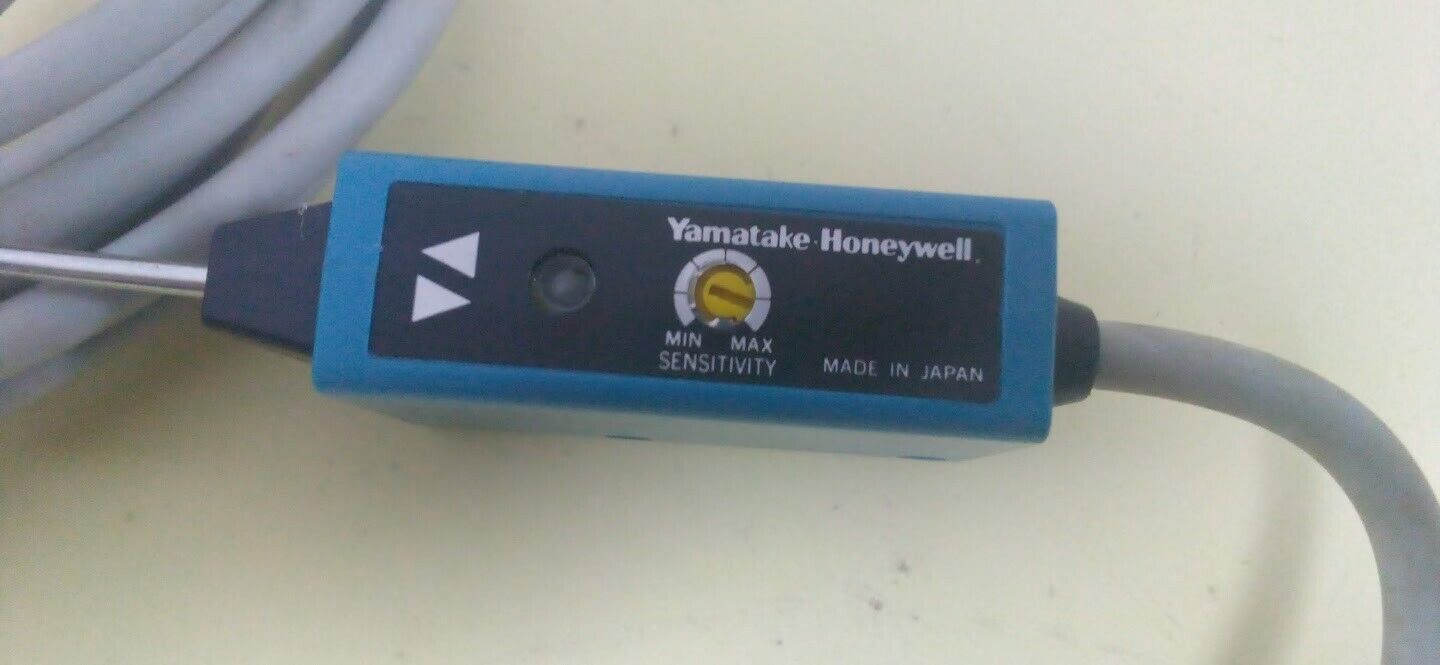 Yamatake·Honeywell
MIN MAX
SENSITIVITY
MADE IN JAPAN